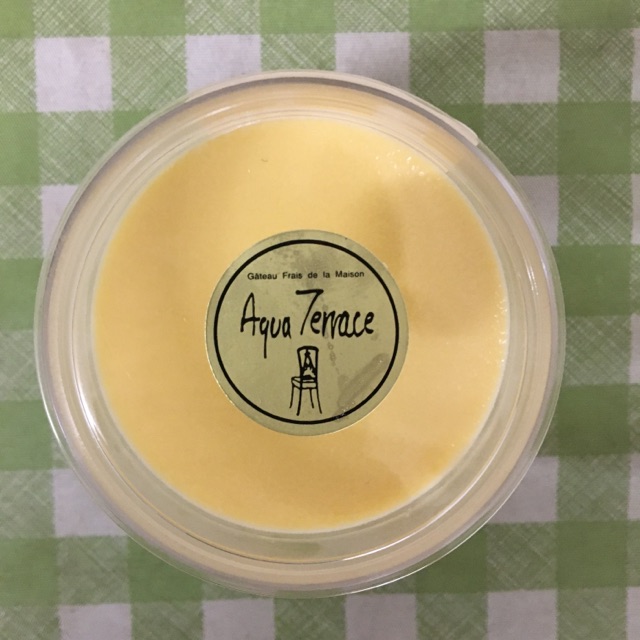 Gâteau Frais de la Maison
Aqua Terrace
A